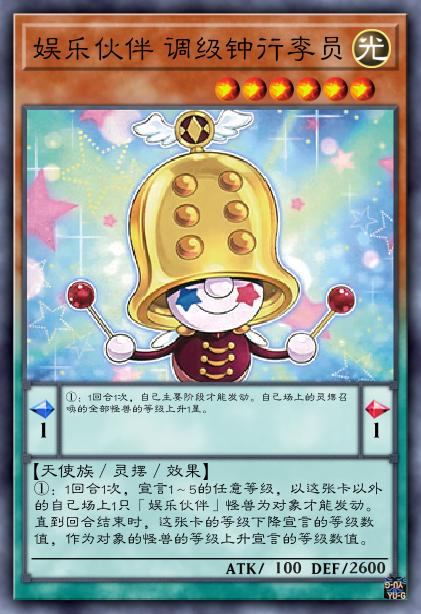 娱乐伙伴 调级钟行李员
光
①：1回合1次，自己主要阶段才能发动。自己场上的灵摆召
唤的全部怪兽的等级上升1星。
1
1
【天使族／灵摆／效果】
①：1回合1次，宣言1～5的任意等级，以这张卡以外
的自己场上1只「娱乐伙伴」怪兽为对象才能发动。
直到回合结束时，这张卡的等级下降宣言的等级数
值，作为对象的怪兽的等级上升宣言的等级数值。
ATK/ 100 DEF/2600